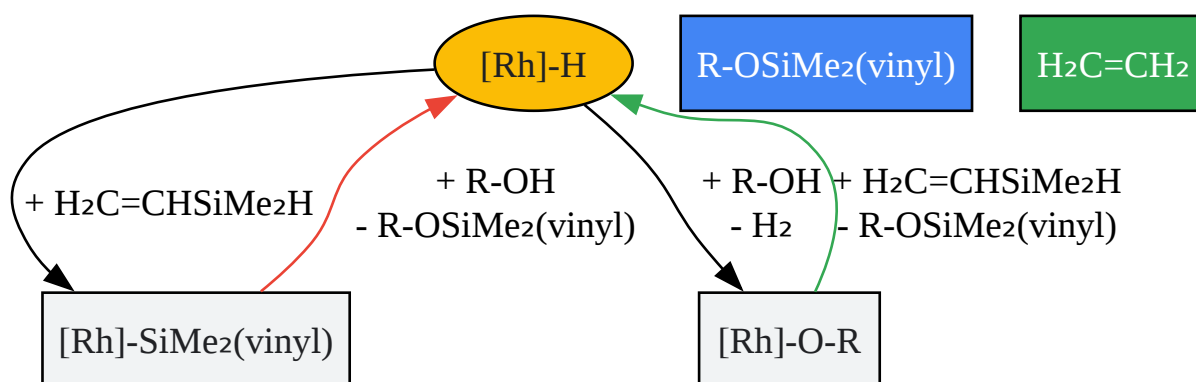 [Rh]-H
R-OSiMe₂(vinyl)
H₂C=CH₂
+ H₂C=CHSiMe₂H
+ R-OH
- R-OSiMe₂(vinyl)
+ R-OH
- H₂
+ H₂C=CHSiMe₂H
- R-OSiMe₂(vinyl)
[Rh]-SiMe₂(vinyl)
[Rh]-O-R